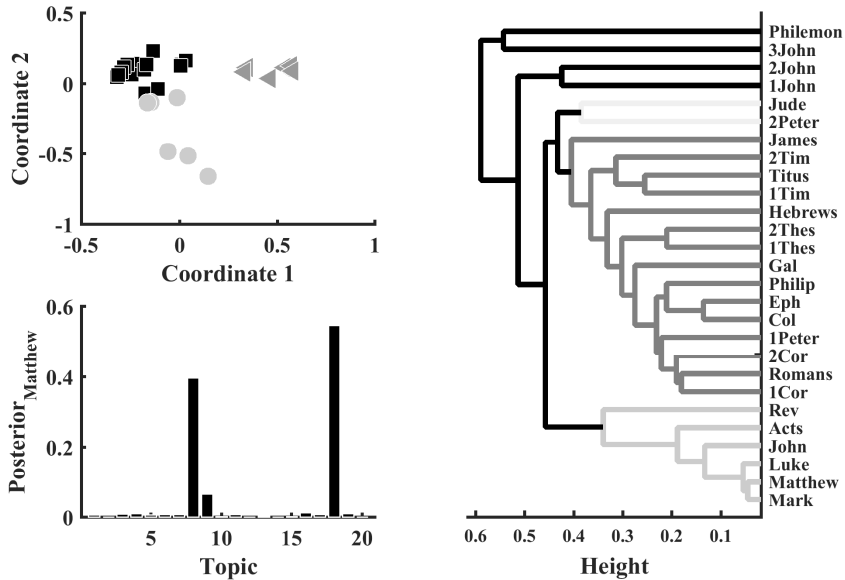 0.5
0
-0.5
-1
-0.5 0 0.5 1
Coordinate 2
Coordinate 1
0.6
0.4
0.2
0
5 10 15 20
Posterior Matthew
Topic
Philemon
3John
2John
1John
Jude
2Peter
James
2Tim
Titus
1Tim
Hebrews
2Thes
1Thes
Gal
Philip
Eph
Col
1Peter
2Cor
Romans
1Cor
Rev
Acts
John
Luke
Matthew
Mark
0.6 0.5 0.4 0.3 0.2 0.1
Height